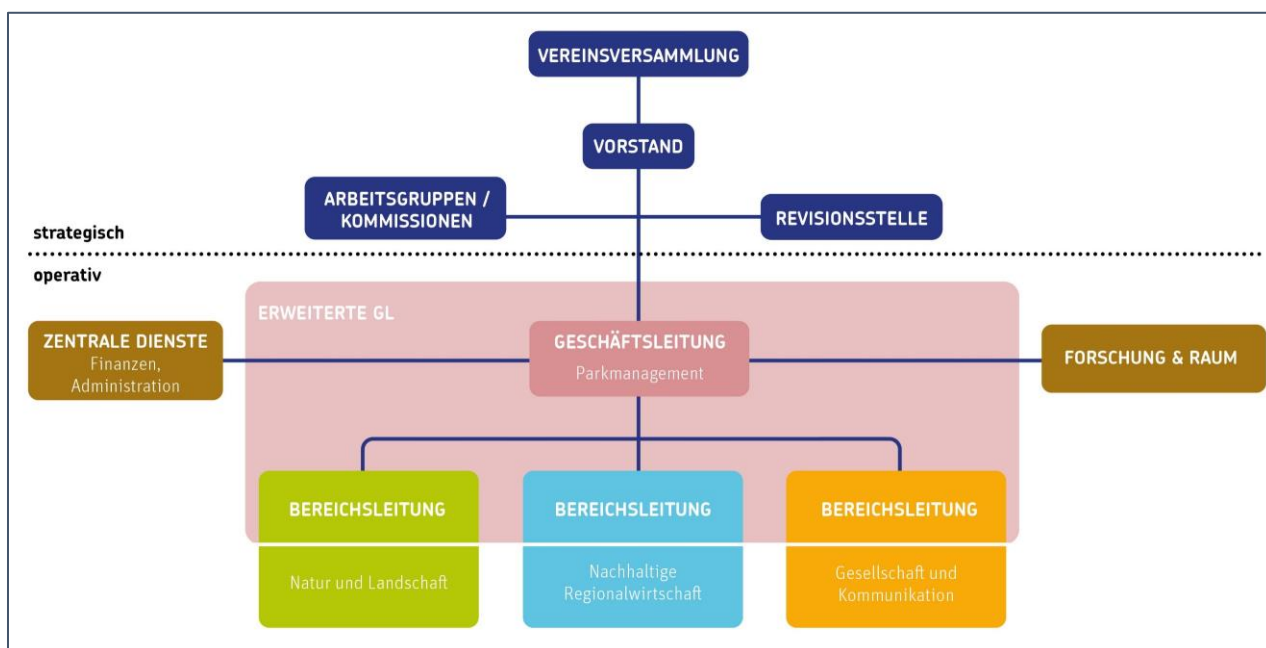 VEREINSVERSAMMLUNG
VORSTAND
ARBEITSGRUPPEN /
KOMMISSIONEN
REVISIONSSTELLE
strategisch
operativ
ERWEITERTE GL
ZENTRALE DIENSTE
Finanzen,
Administration
GESCHÄFTSLEITUNG
Parkmanagement
FORSCHUNG & RAUM
BEREICHSLEITUNG
Natur und Landschaft
BEREICHSLEITUNG
Nachhaltige
Regionalwirtschaft
BEREICHSLEITUNG
Gesellschaft und
Kommunikation